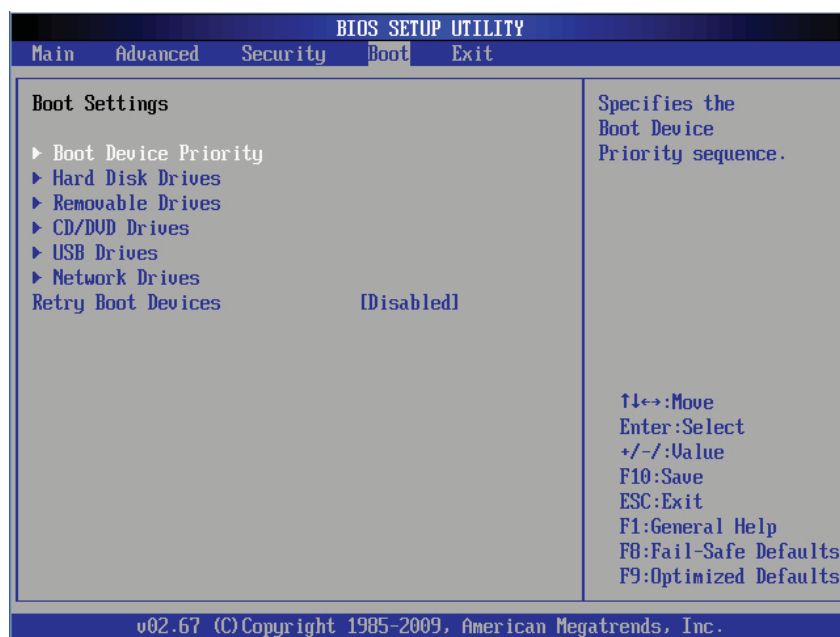 BIOS SETUP UTILITY
Main Advanced Security Boot Exit
Boot Settings
▶ Boot Device Priority
▶ Hard Disk Drives
▶ Removable Drives
▶ CD/DVD Drives
▶ USB Drives
▶ Network Drives
Retry Boot Devices [Disabled]
Specifies the
Boot Device
Priority sequence.
↑↓←→:Move
Enter:Select
+/-/:Value
F10:Save
ESC:Exit
F1:General Help
F8:Fail-Safe Defaults
F9:Optimized Defaults
v02.67 (C)Copyright 1985-2009, American Megatrends, Inc.